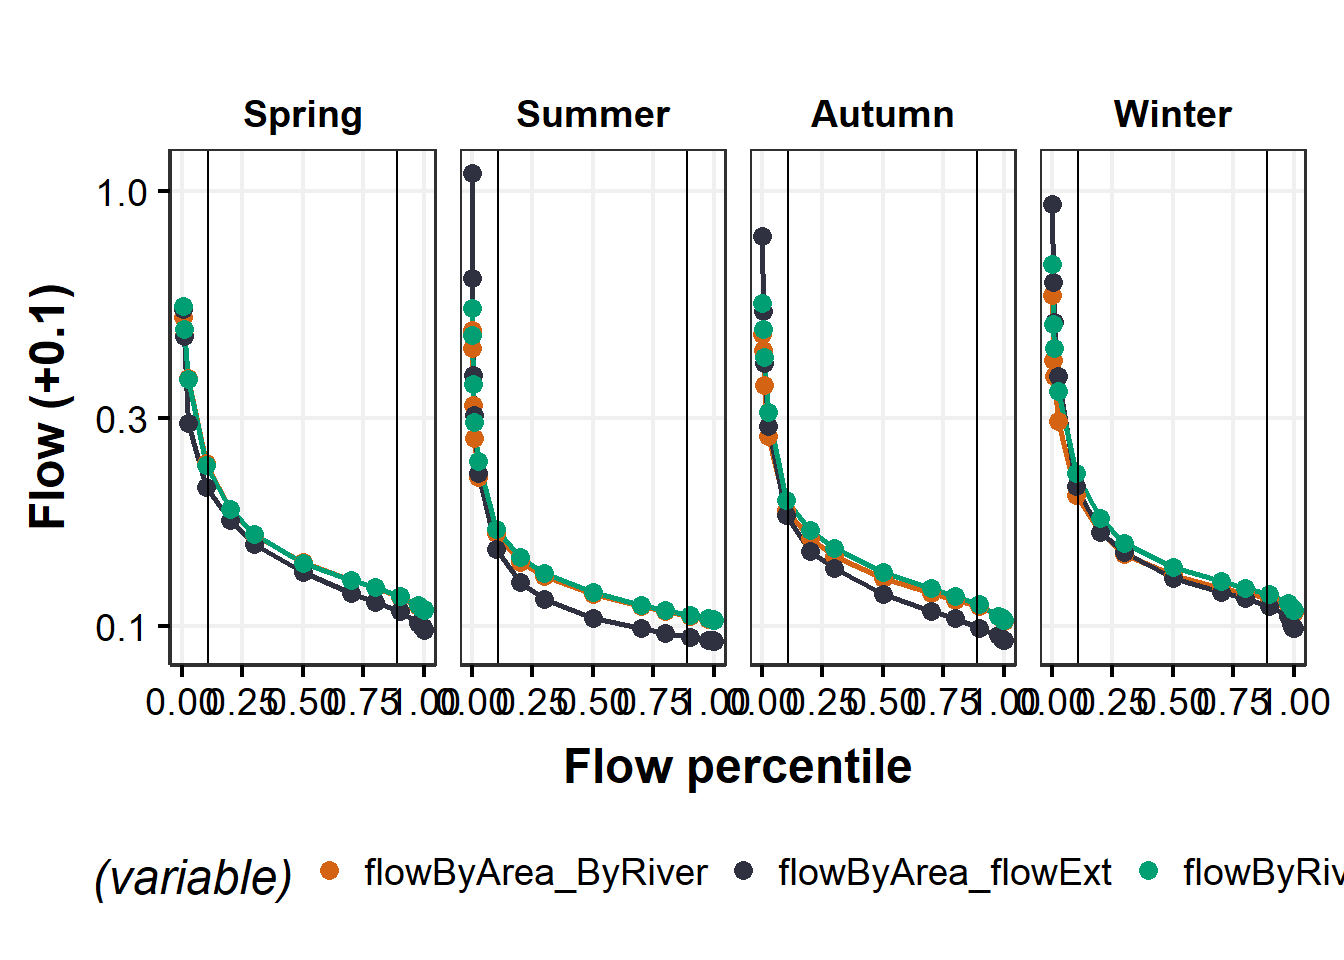 Spring Summer Autumn Winter
1.0
0.3
0.1
Flow (+0.1)
0.00 0.25 0.50 0.75 1.00 0.00 0.25 0.50 0.75 1.00 0.00 0.25 0.50 0.75 1.00 0.00 0.25 0.50 0.75 1.00
Flow percentile
(variable) flowByArea_ByRiver flowByArea_flowExt flowByRiv